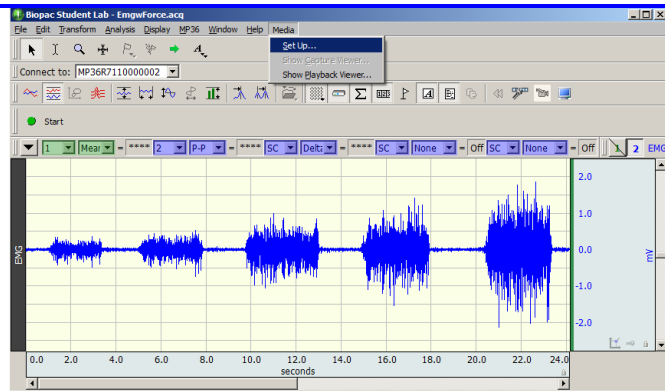 Biopac Student Lab - EmgwForce.acq
File Edit Transform Analysis Display MP36 Window Help Media
Set Up...
Show Capture Viewer...
Show Playback Viewer...
Connect to: MP36R7110000002
Start
1 Mear = **** 2 P-P = **** SC Delta = **** SC None = Off SC None = Off 1 2 EMG
2.0
1.0
0.0
-1.0
-2.0
EMG
mV
0.0 2.0 4.0 6.0 8.0 10.0 12.0 14.0 16.0 18.0 20.0 22.0 24.0
seconds